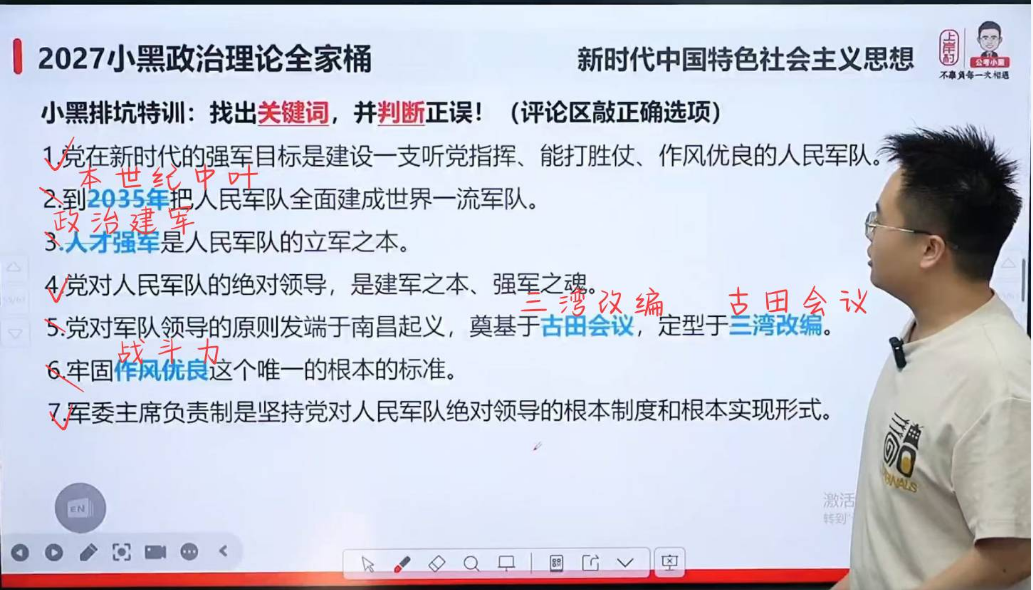 2027小黑政治理论全家桶
新时代中国特色社会主义思想
上岸村
公考小黑
不辜负每一次相遇
小黑排坑特训：找出关键词，并判断正误！（评论区敲正确选项）
1.党在新时代的强军目标是建设一支听党指挥、能打胜仗、作风优良的人民军队。
本世纪中叶
2.到2035年把人民军队全面建成世界一流军队。
政治建军
3.人才强军是人民军队的立军之本。
4.党对人民军队的绝对领导，是建军之本、强军之魂。
三湾改编 古田会议
5.党对军队领导的原则发端于南昌起义，奠基于古田会议，定型于三湾改编。
战斗力
6.牢固作风优良这个唯一的根本的标准。
7.军委主席负责制是坚持党对人民军队绝对领导的根本制度和根本实现形式。
EN
激活
转到